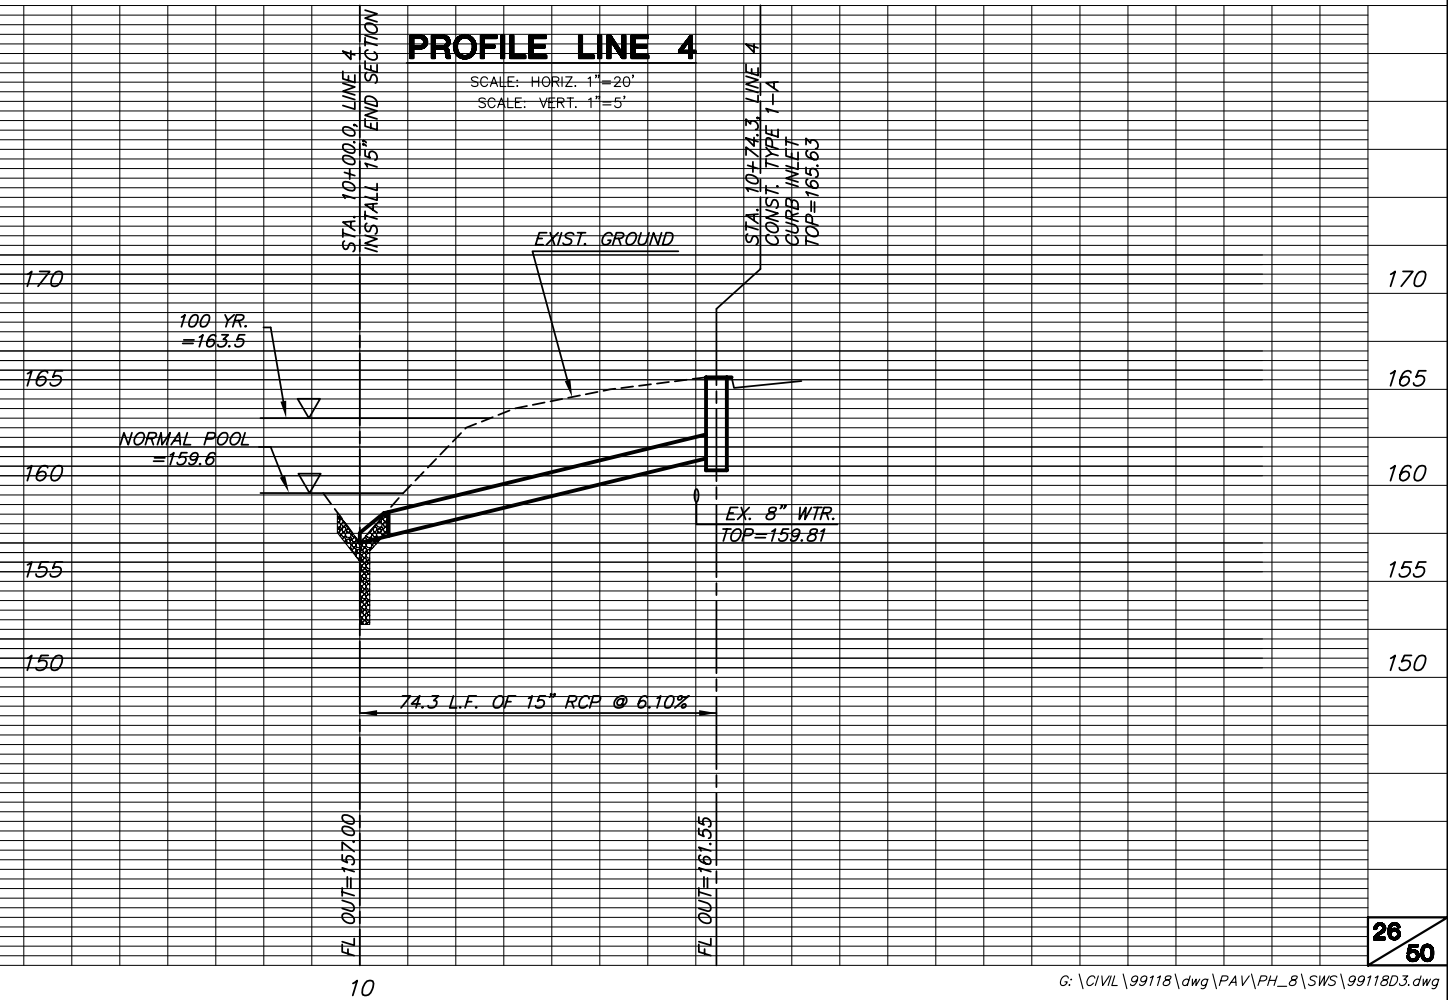 PROFILE LINE 4
SCALE: HORIZ. 1"=20'
SCALE: VERT. 1"=5'
STA. 10+00.0, LINE 4
INSTALL 15" END SECTION
STA. 10+74.3, LINE 4
CONST. TYPE 1-A
CURB INLET
TOP=165.63
EXIST. GROUND
170
170
100 YR.
=163.5
165
165
NORMAL POOL
=159.6
160
160
EX. 8" WTR.
TOP=159.81
155
155
150
150
74.3 L.F. OF 15" RCP @ 6.10%
FL OUT=157.00
FL OUT=161.55
26
50
10
G: \CIVIL\99118\dwg\PAV\PH_8\SWS\99118D3.dwg